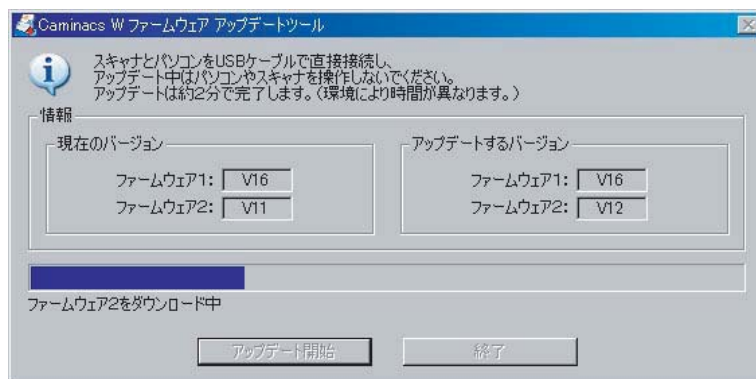 Caminacs W ファームウェア アップデートツール
スキャナとパソコンをUSBケーブルで直接接続し、
アップデート中はパソコンやスキャナを操作しないでください。
アップデートは約2分で完了します。(環境により時間が異なります。)
情報
現在のバージョン
ファームウェア1: V16
ファームウェア2: V11
アップデートするバージョン
ファームウェア1: V16
ファームウェア2: V12
ファームウェア2をダウンロード中
アップデート開始
終了